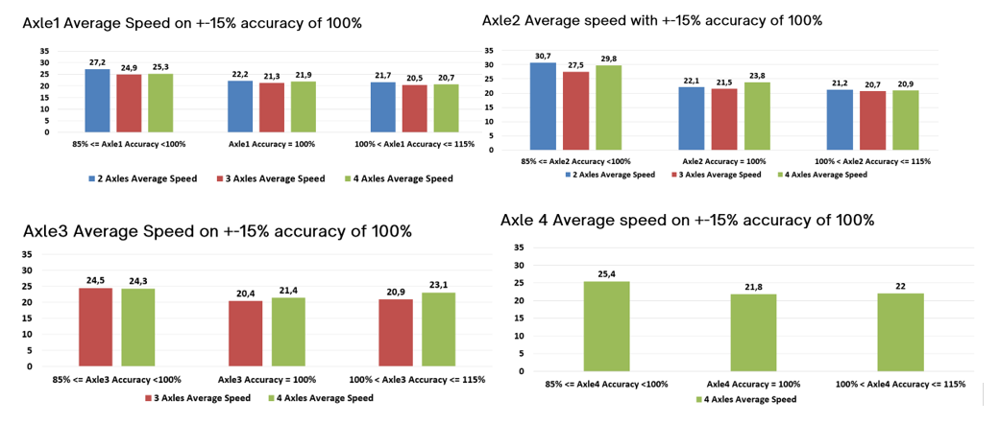 Axle1 Average Speed on +-15% accuracy of 100%
35
30
25
20
15
10
5
0
27,2 24,9 25,3
22,2 21,3 21,9
21,7 20,5 20,7
85% <= Axle1 Accuracy <100% Axle1 Accuracy = 100% 100% < Axle1 Accuracy <= 115%
2 Axles Average Speed 3 Axles Average Speed 4 Axles Average Speed
Axle2 Average speed with +-15% accuracy of 100%
35
30
25
20
15
10
5
0
30,7 27,5 29,8
22,1 21,5 23,8
21,2 20,7 20,9
85% <= Axle2 Accuracy <100% Axle2 Accuracy = 100% 100% < Axle2 Accuracy <= 115%
2 Axles Average Speed 3 Axles Average Speed 4 Axles Average Speed
Axle3 Average Speed on +-15% accuracy of 100%
35
30
25
20
15
10
5
0
24,5 24,3
20,4 21,4
20,9 23,1
85% <= Axle3 Accuracy <100% Axle3 Accuracy = 100% 100% < Axle3 Accuracy <= 115%
3 Axles Average Speed 4 Axles Average Speed
Axle 4 Average speed on +-15% accuracy of 100%
35
30
25
20
15
10
5
0
25,4
21,8
22
85% <= Axle4 Accuracy <100% Axle4 Accuracy = 100% 100% < Axle4 Accuracy <= 115%
4 Axles Average Speed